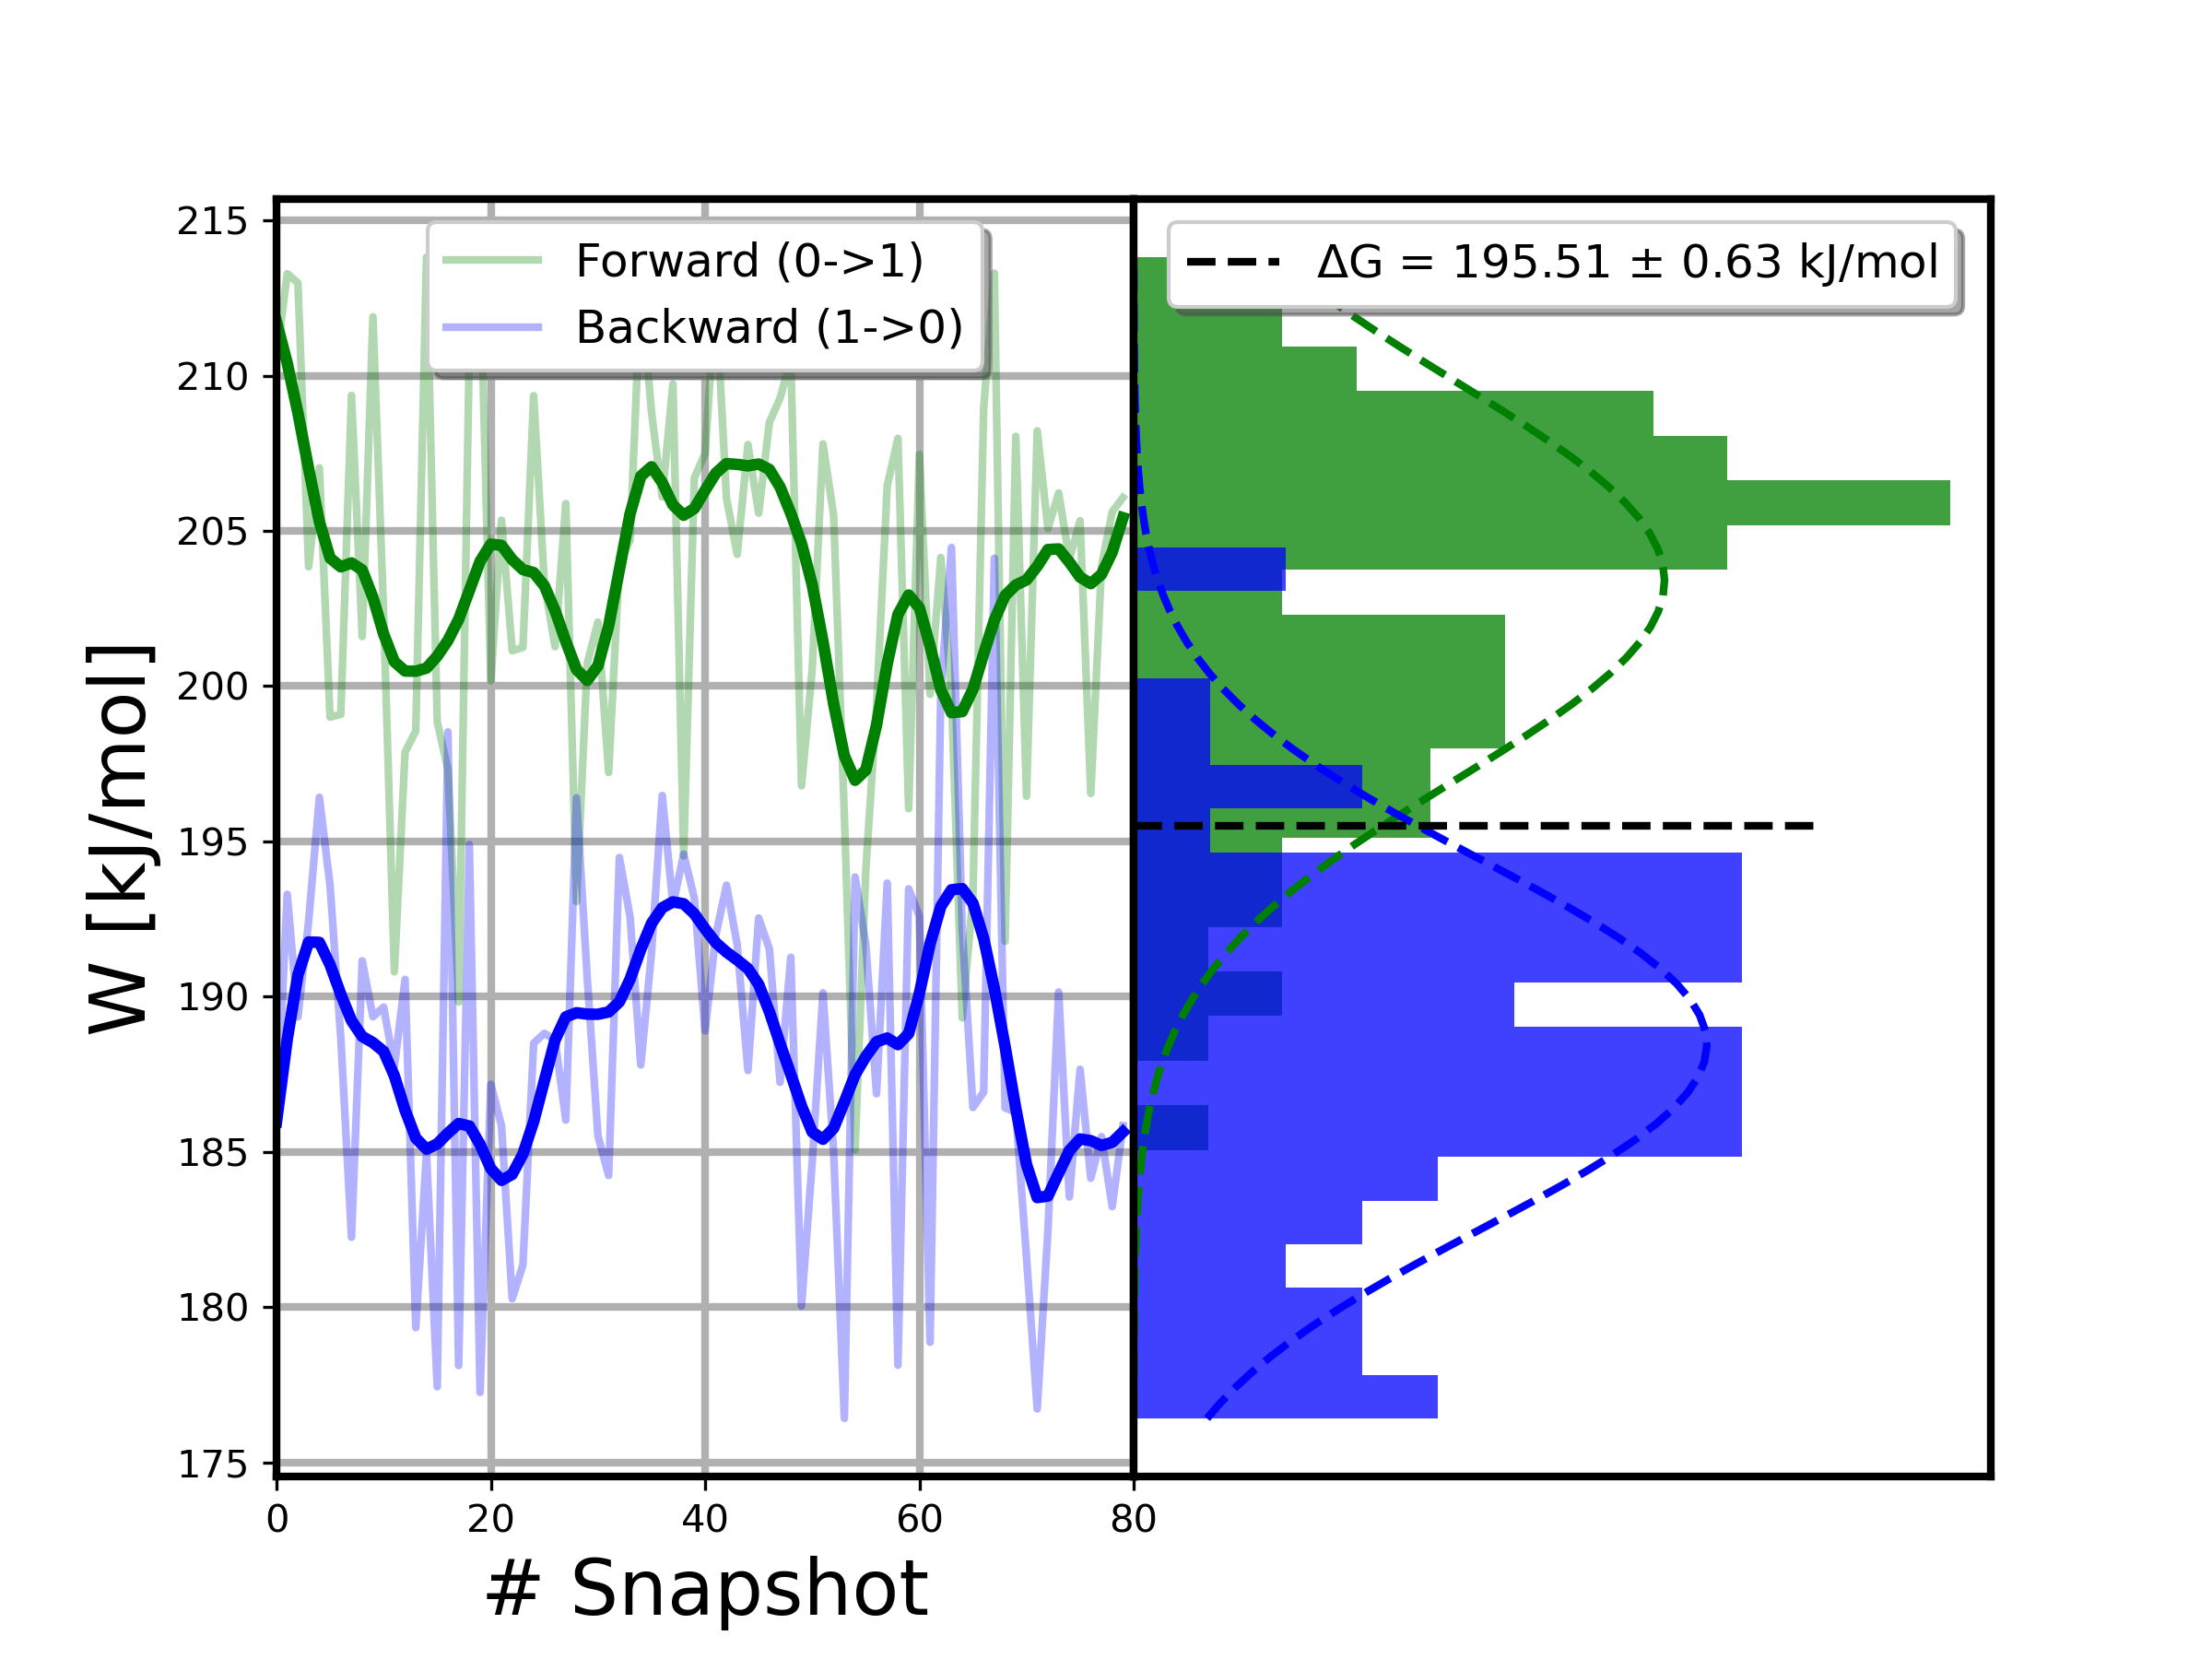 Forward (0->1)
Backward (1->0)
ΔG = 195.51 ± 0.63 kJ/mol
W [kJ/mol]
215
210
205
200
195
190
185
180
175
0 20 40 60 80
# Snapshot